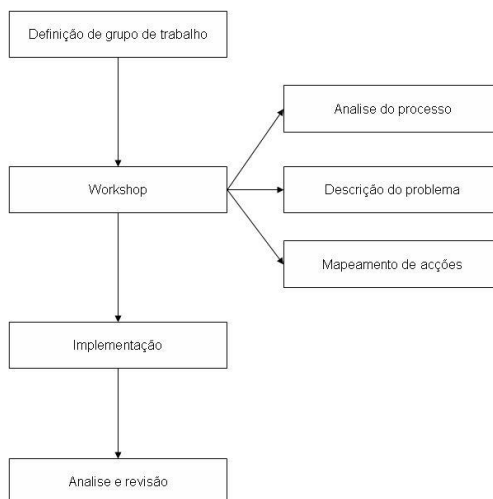 Definição de grupo de trabalho
Analise do processo
Workshop
Descrição do problema
Mapeamento de acções
Implementação
Analise e revisão